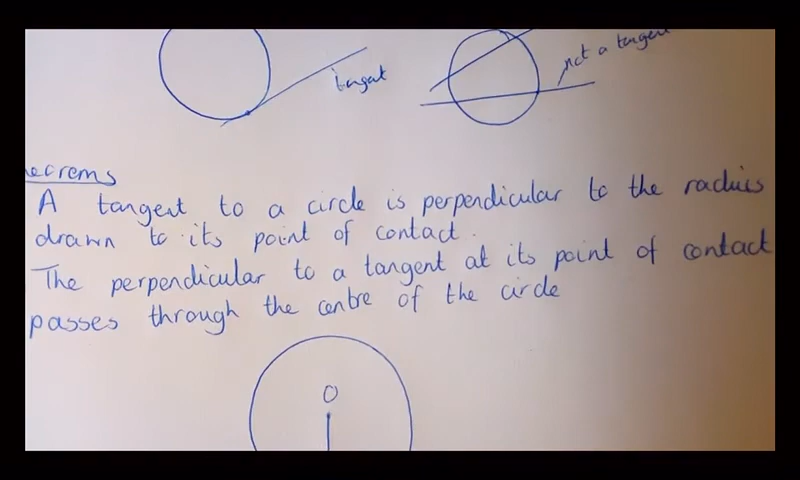 tangent
not a tangen
eorems
A tangent to a circle is perpendicular to the radius
drawn to its point of contact.
The perpendicular to a tangent at its point of contact
passes through the centre of the circle
O